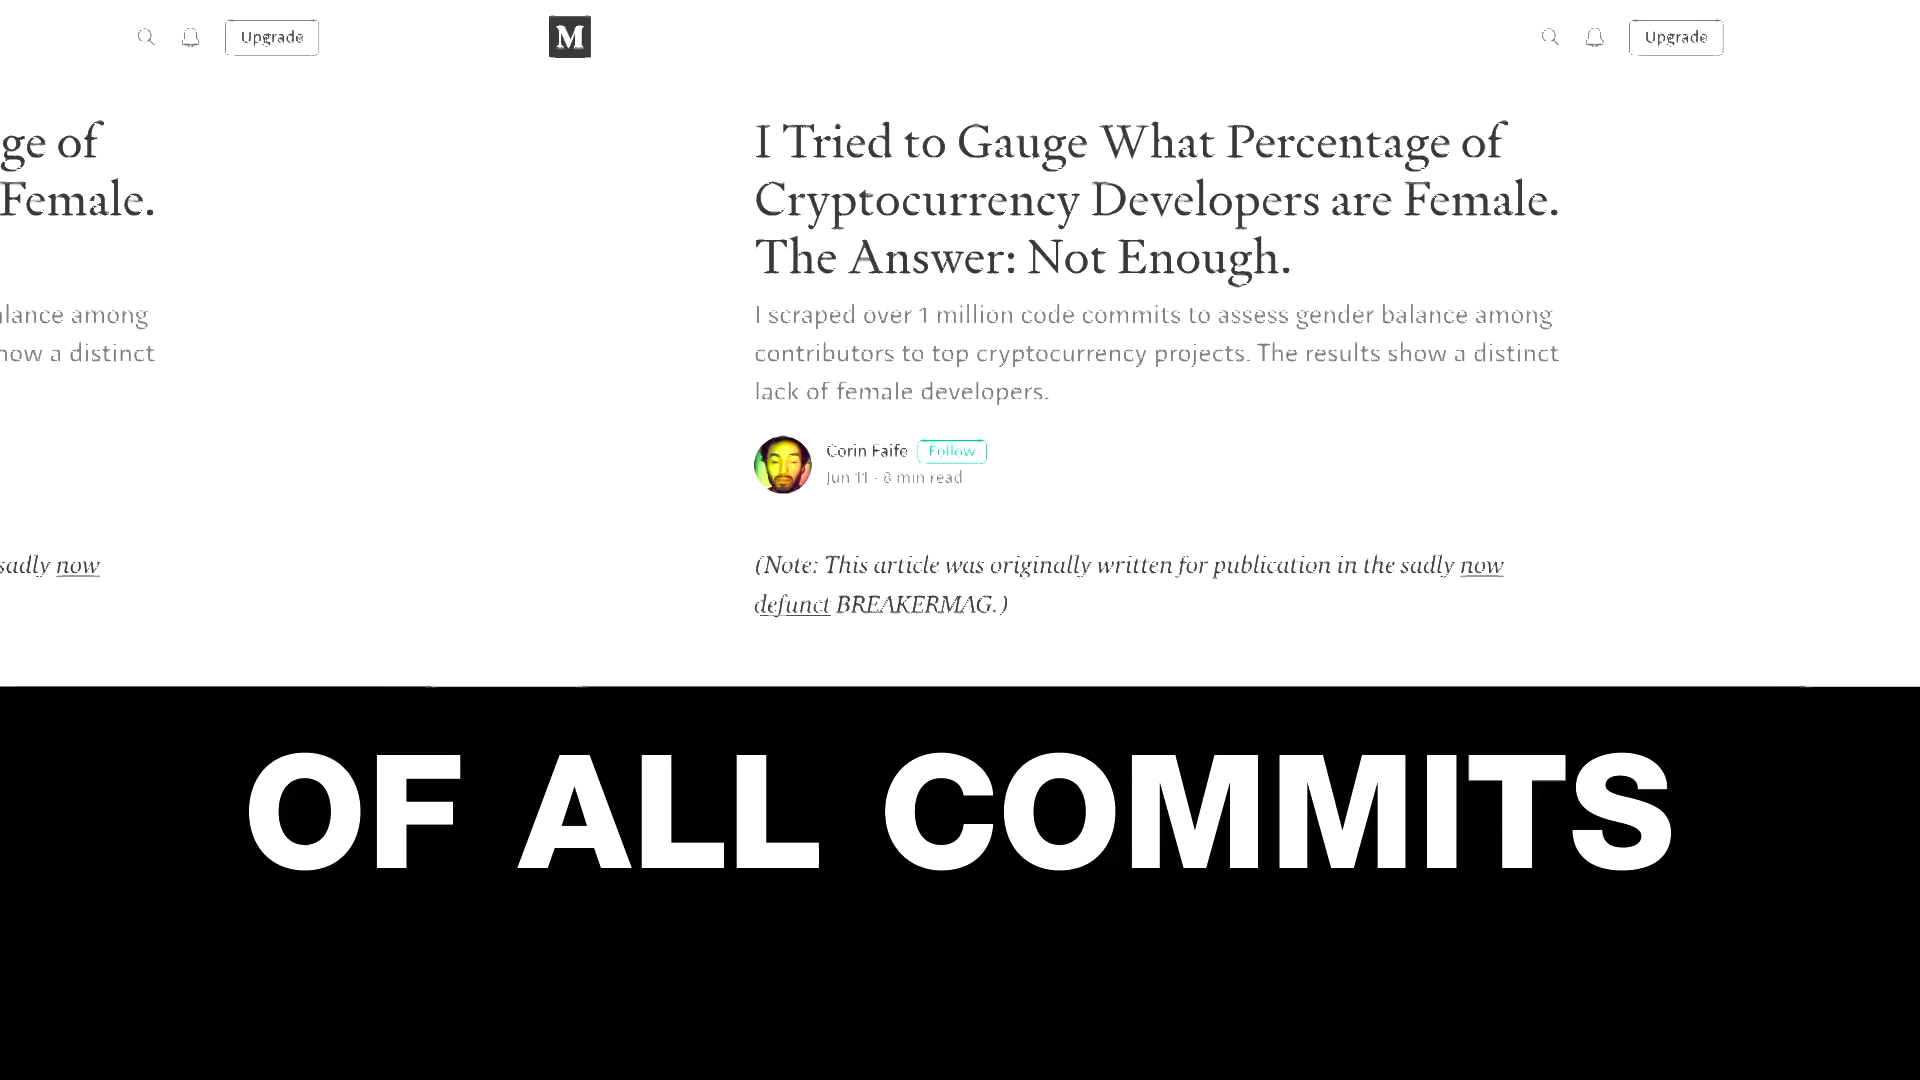 Upgrade
M
Upgrade
ge of
Female.
alance among
now a distinct
sadly now
I Tried to Gauge What Percentage of
Cryptocurrency Developers are Female.
The Answer: Not Enough.
I scraped over 1 million code commits to assess gender balance among
contributors to top cryptocurrency projects. The results show a distinct
lack of female developers.
Corin Faife Follow
Jun 11 · 8 min read
(Note: This article was originally written for publication in the sadly now
defunct BREAKERMAG.)
OF ALL COMMITS